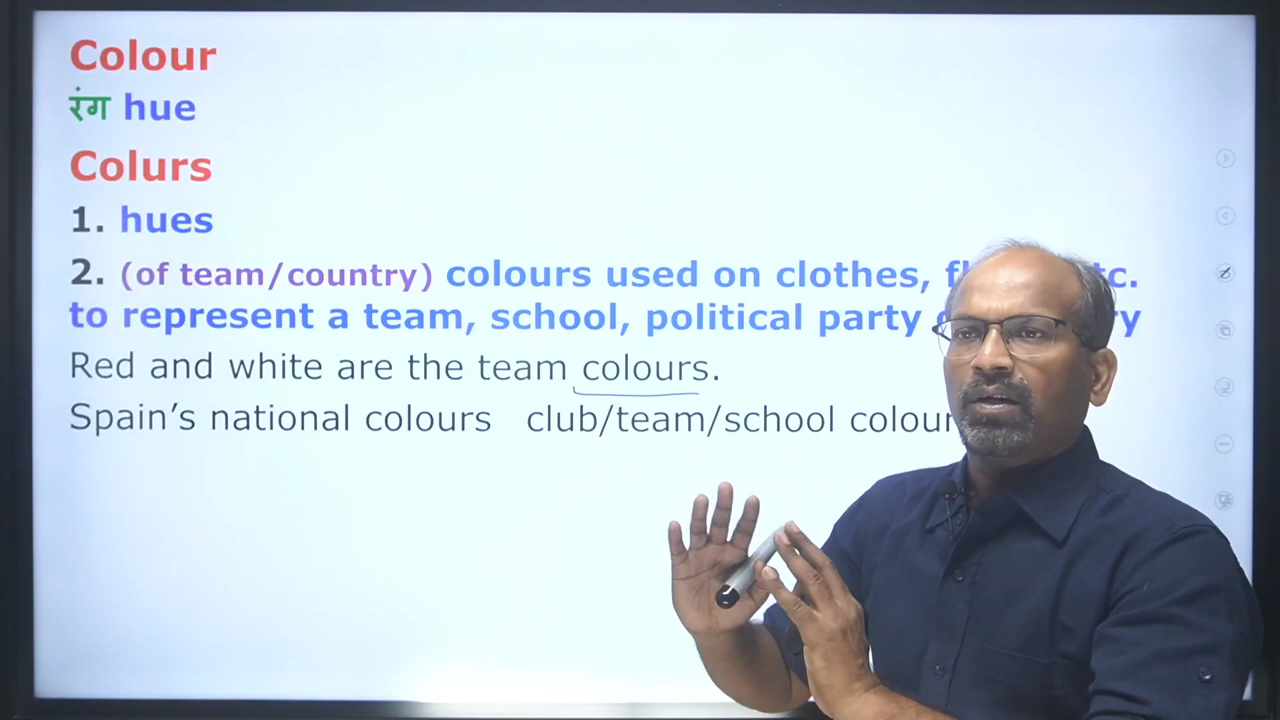 Colour
रंग hue
Colurs
1. hues
2. (of team/country) colours used on clothes, etc.
to represent a team, school, political party
Red and white are the team colours.
Spain’s national colours club/team/school colour